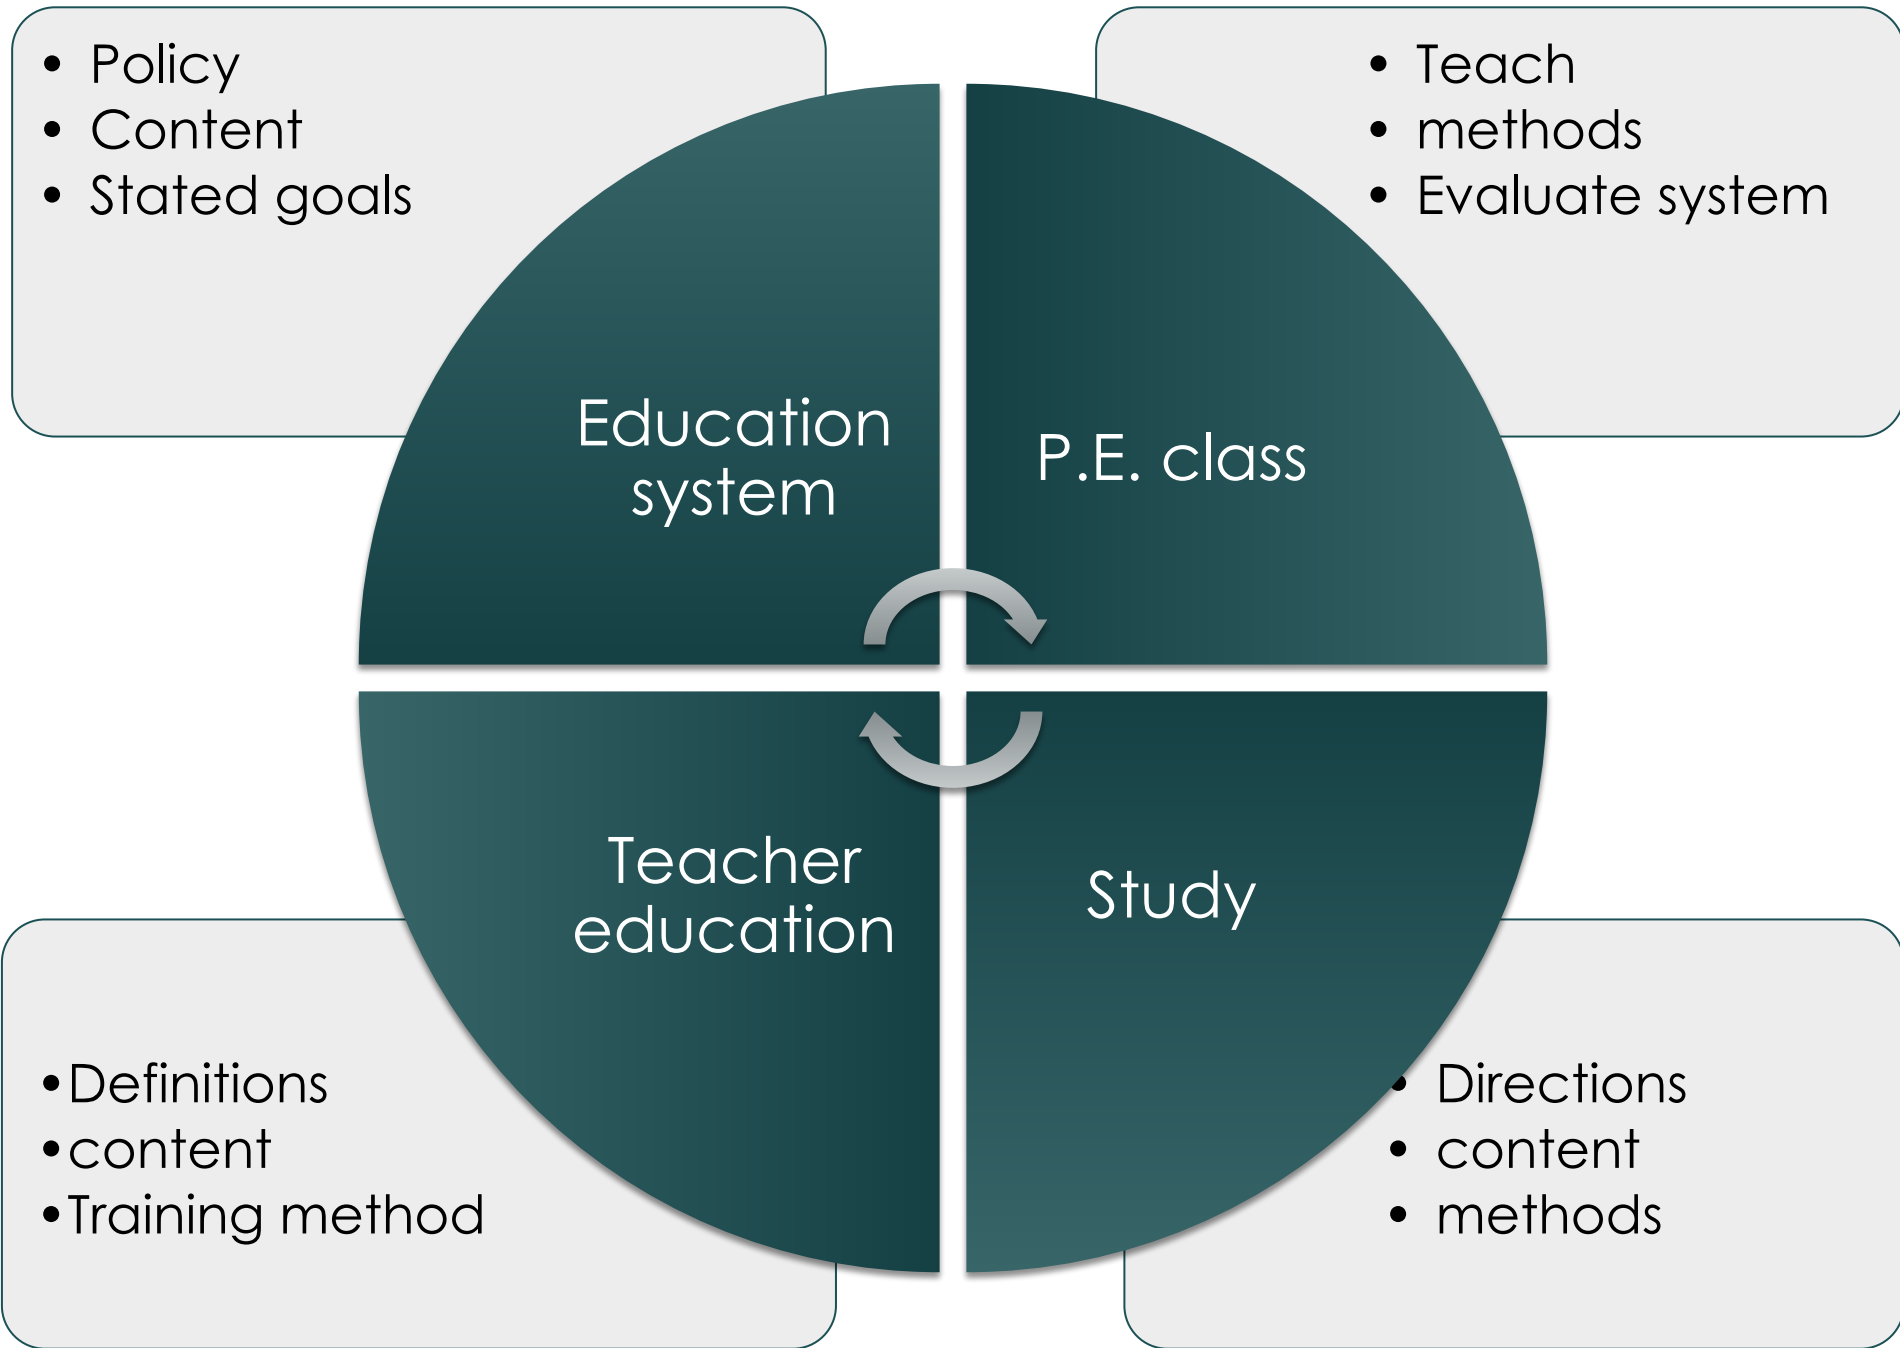 • Policy
• Content
• Stated goals
• Teach
• methods
• Evaluate system
Education
system
P.E. class
Teacher
education
Study
•Definitions
•content
•Training method
• Directions
• content
• methods